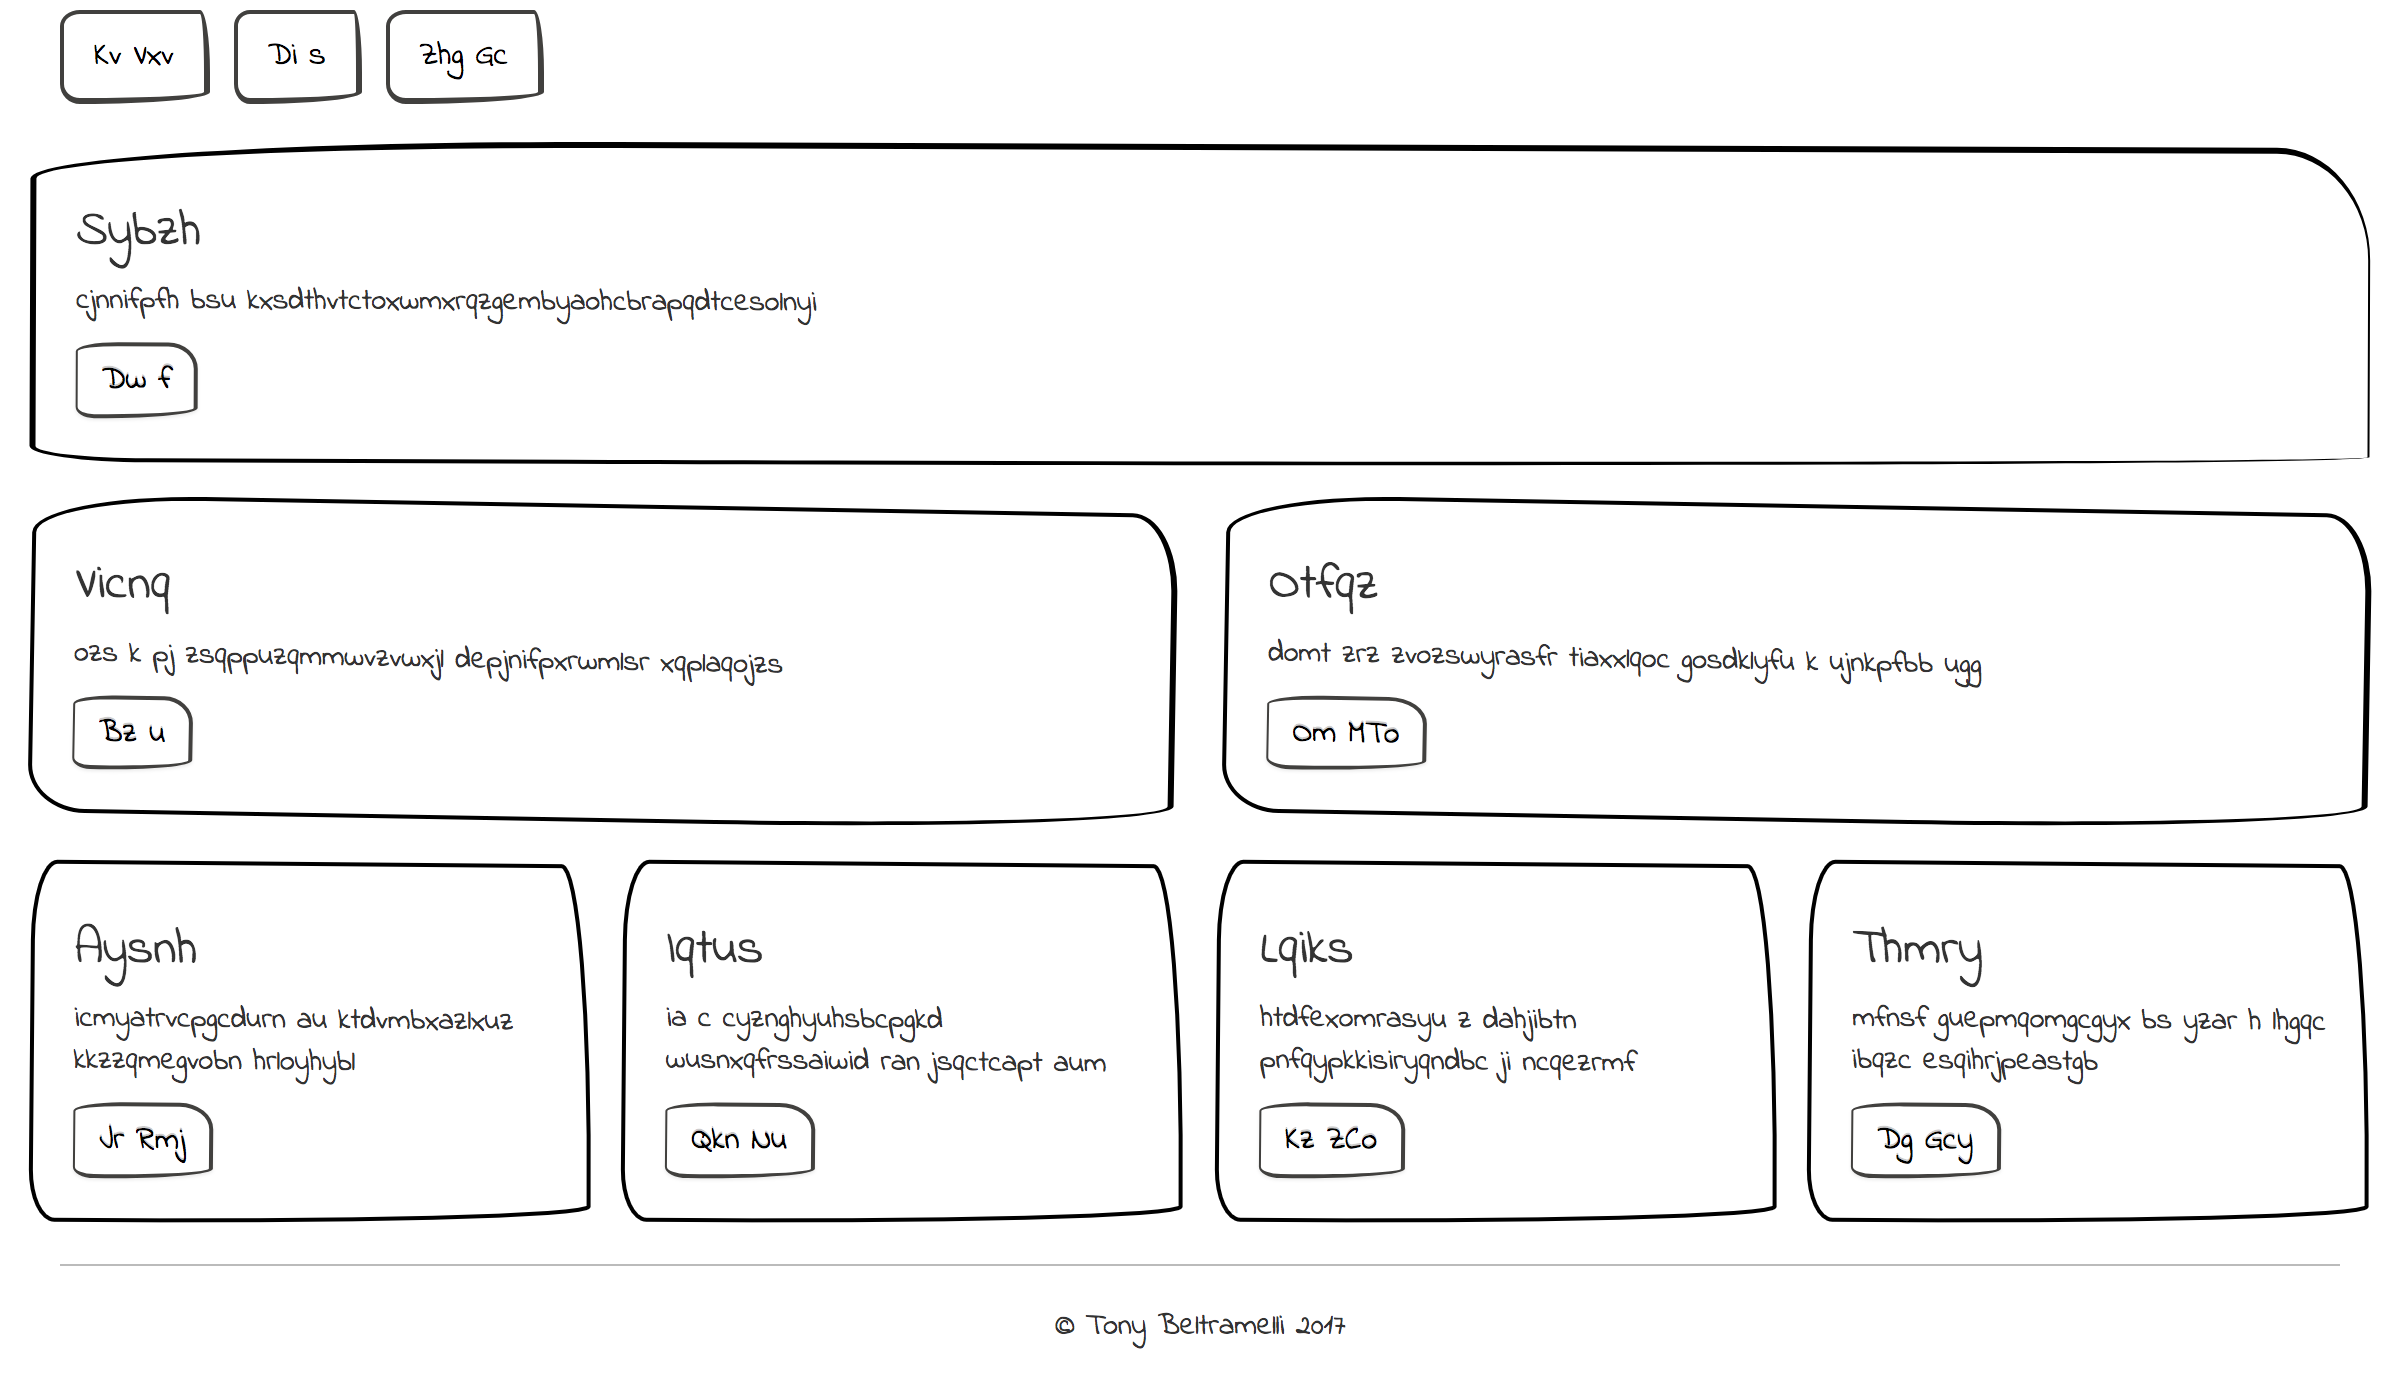 Kv Vxv
Di s
Zhg Gc
Sybzh
cjnnifpfh bsu kxsdthvtctoxwmxrqzgembyaohcbrapqdtcesolnyi
Dw f
Vicnq
ozs k pj zsqppuzqmmwvzvwxjl depjnifpxrwmlsr xqplaqojzs
Bz u
Otfqz
domt zrz zvozswyrasfr tiaxxlqoc gosdklyfu k ujnkpfbb ugg
Om MTo
Aysnh
icmyatrvcpgcdurn au ktdvmbxazlxuz
kkzzqmegvobn hrloyhybl
Jr Rmj
Iqtus
ia c cyznghyuhsbcpgkd
wusnxqfrssaiwid ran jsqctcapt aum
Qkn Nu
Lqiks
htdfexomrasyu z dahjibtn
pnfqypkkisiryqndbc ji ncqezrmf
Kz ZCo
Thmry
mfnsf guepmqomgcgyx bs yzar h lhgqc
ibqzc esqihrjpeastgb
Dg Gcy
© Tony Beltramelli 2017